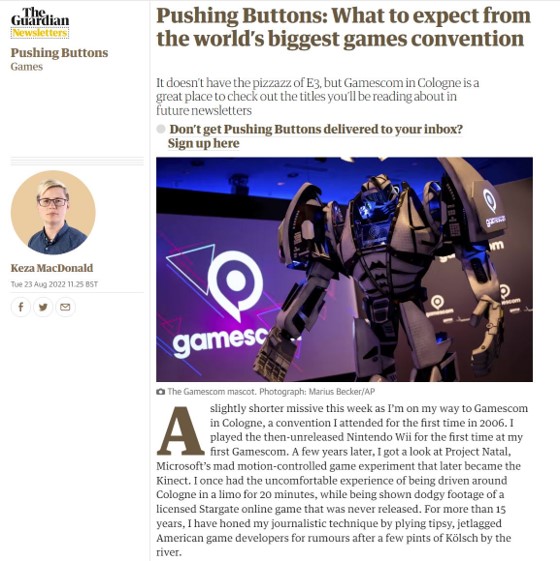 The
Guardian
Newsletters
Pushing Buttons
Games
Pushing Buttons: What to expect from
the world's biggest games convention
It doesn't have the pizzazz of E3, but Gamescom in Cologne is a
great place to check out the titles you'll be reading about in
future newsletters
Don't get Pushing Buttons delivered to your inbox?
Sign up here
Keza MacDonald
Tue 23 Aug 2022 11.25 BST
gamescom
The Gamescom mascot. Photograph: Marius Becker/AP
A slightly shorter missive this week as I'm on my way to Gamescom
in Cologne, a convention I attended for the first time in 2006. I
played the then-unreleased Nintendo Wii for the first time at my
first Gamescom. A few years later, I got a look at Project Natal,
Microsoft's mad motion-controlled game experiment that later became the
Kinect. I once had the uncomfortable experience of being driven around
Cologne in a limo for 20 minutes, while being shown dodgy footage of a
licensed Stargate online game that was never released. For more than 15
years, I have honed my journalistic technique by plying tipsy, jetlagged
American game developers for rumours after a few pints of Kölsch by the
river.